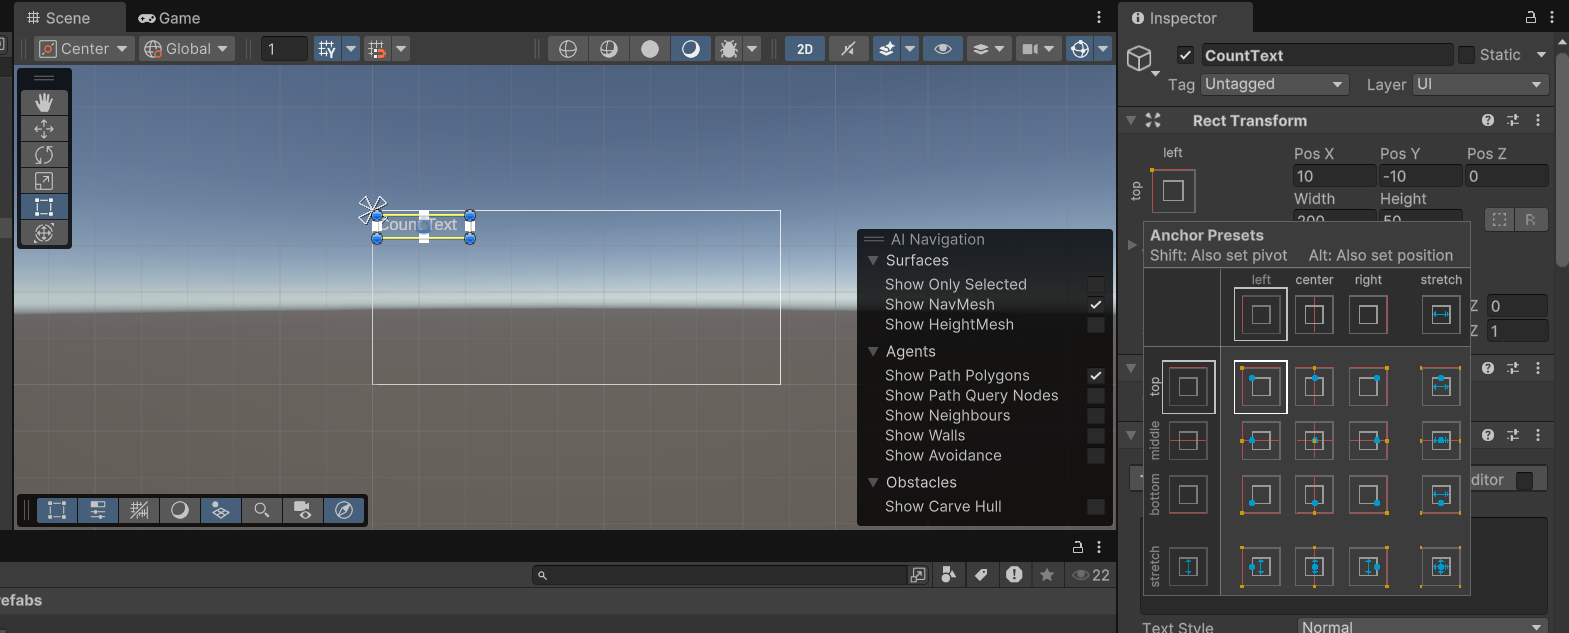 Scene
Game
Inspector
Center
Global
1
2D
CountText
Static
Tag
Untagged
Layer
UI
Rect Transform
left
top
Pos X
Pos Y
Pos Z
10
-10
0
Width
Height
200
50
R
Count Text
AI Navigation
Surfaces
Show Only Selected
Show NavMesh
Show HeightMesh
Agents
Show Path Polygons
Show Path Query Nodes
Show Neighbours
Show Walls
Show Avoidance
Obstacles
Show Carve Hull
Anchor Presets
Shift: Also set pivot
Alt: Also set position
left
center
right
stretch
top
middle
bottom
stretch
Z
0
Z
1
ditor
22
efabs
Text Style
Normal